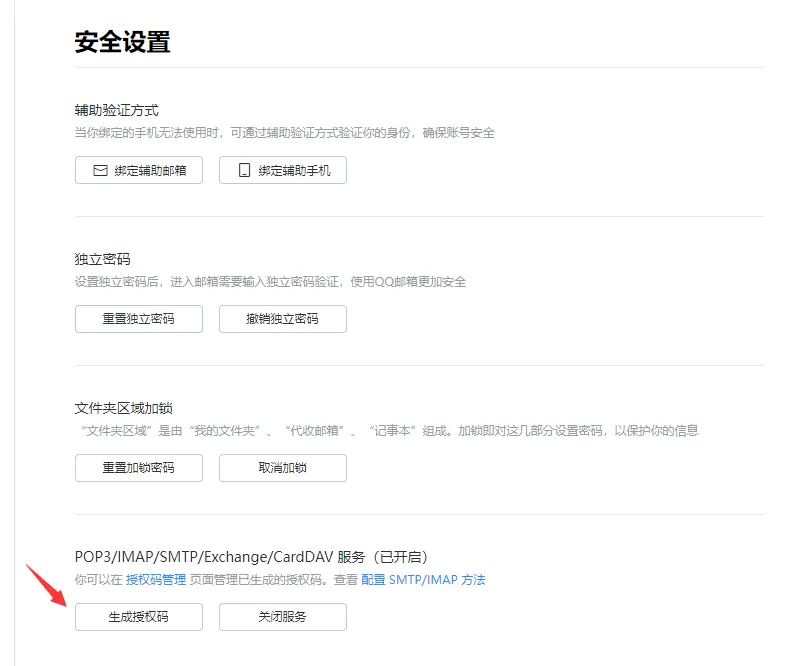 安全设置
辅助验证方式
当你绑定的手机无法使用时，可通过辅助验证方式验证你的身份，确保账号安全
绑定辅助邮箱 绑定辅助手机
独立密码
设置独立密码后，进入邮箱需要输入独立密码验证，使用QQ邮箱更加安全
重置独立密码 撤销独立密码
文件夹区域加锁
“文件夹区域”是由“我的文件夹”、“代收邮箱”、“记事本”组成。加锁即对这几部分设置密码，以保护你的信息
重置加锁密码 取消加锁
POP3/IMAP/SMTP/Exchange/CardDAV 服务（已开启）
你可以在 授权码管理 页面管理已生成的授权码。查看 配置 SMTP/IMAP 方法
生成授权码 关闭服务